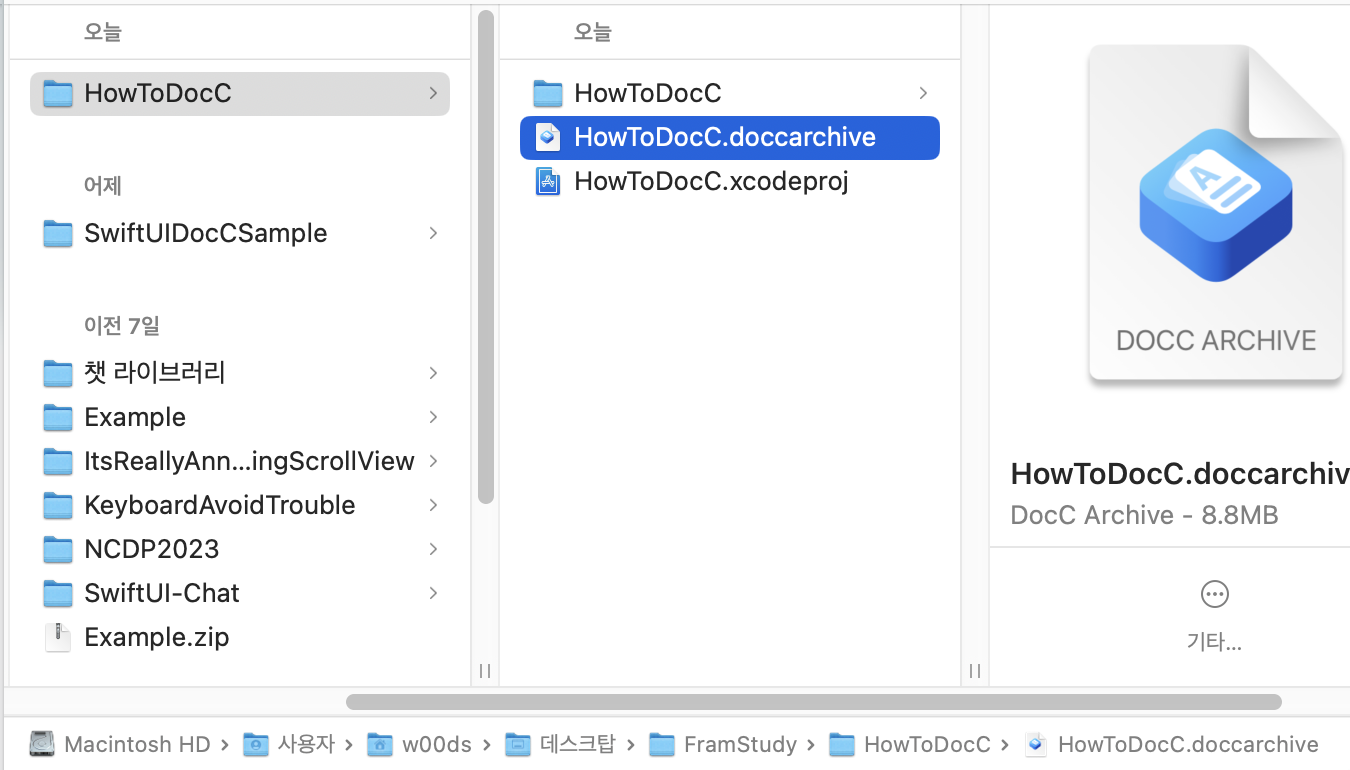 오늘
HowToDocC
어제
SwiftUIDocCSample
이전 7일
챗 라이브러리
Example
ItsReallyAnn...ingScrollView
KeyboardAvoidTrouble
NCDP2023
SwiftUI-Chat
Example.zip
오늘
HowToDocC
HowToDocC.doccarchive
HowToDocC.xcodeproj
DOCC ARCHIVE
HowToDocC.doccarchiv
DocC Archive - 8.8MB
기타...
Macintosh HD › 사용자 › w00ds › 데스크탑 › FramStudy › HowToDocC › HowToDocC.doccarchive